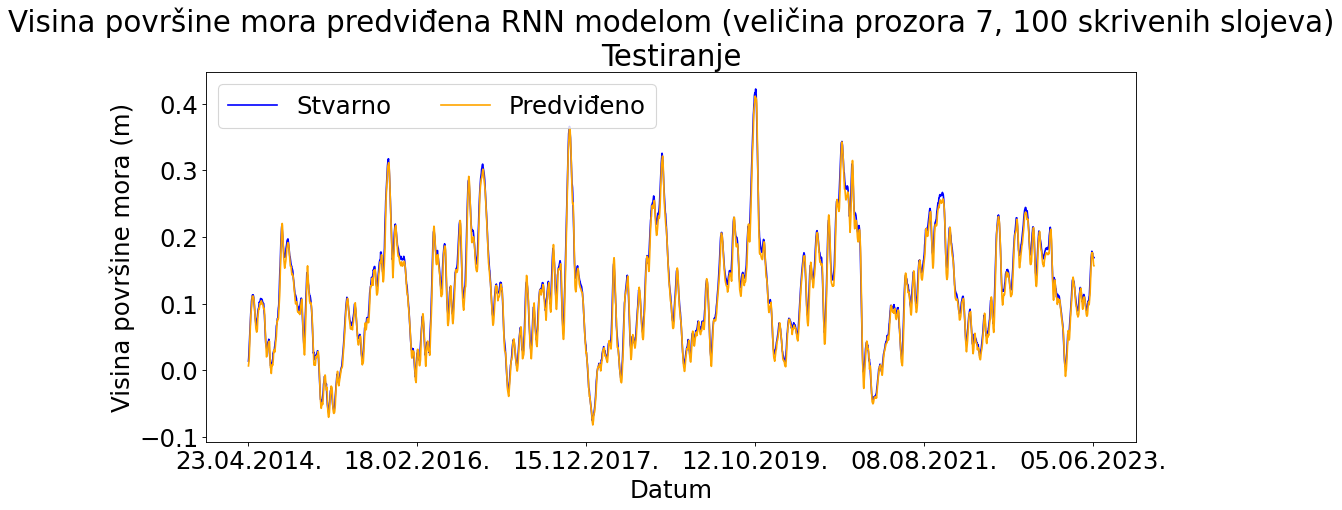 Visina površine mora predviđena RNN modelom (veličina prozora 7, 100 skrivenih slojeva)
Testiranje
Stvarno Predviđeno
Visina površine mora (m)
0.4
0.3
0.2
0.1
0.0
−0.1
23.04.2014. 18.02.2016. 15.12.2017. 12.10.2019. 08.08.2021. 05.06.2023.
Datum